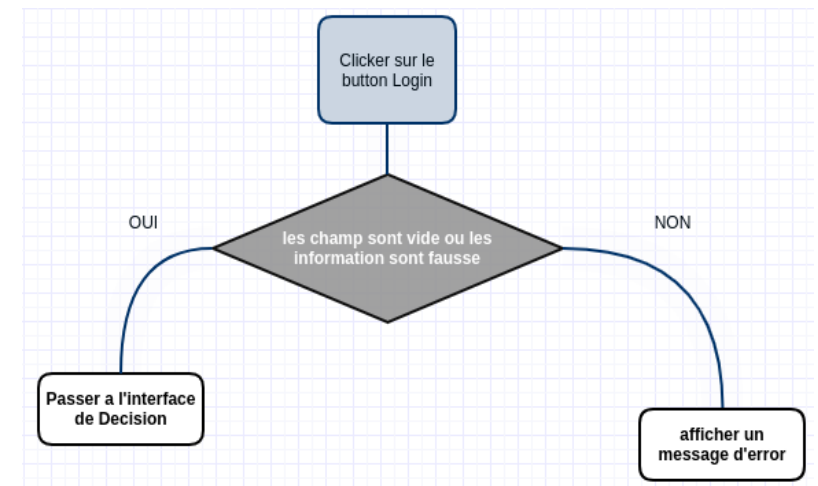 Clicker sur le
button Login
OUI
NON
les champ sont vide ou les
information sont fausse
Passer a l'interface
de Decision
afficher un
message d'error